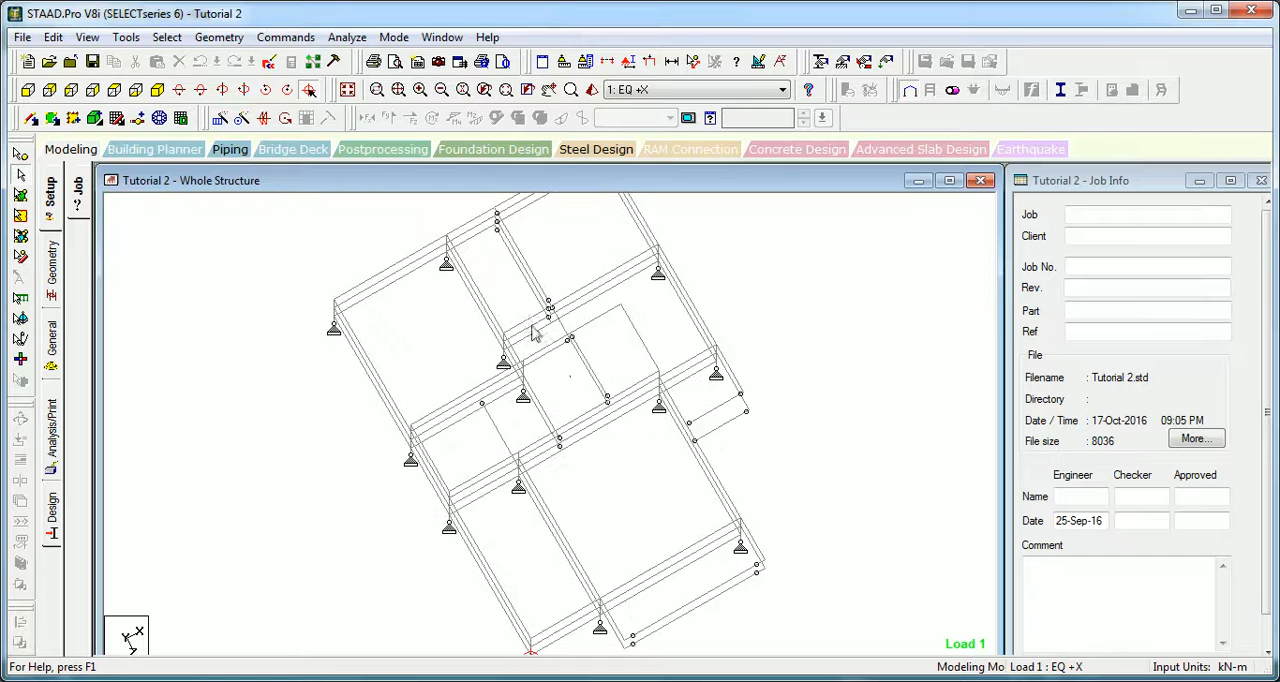 STAAD.Pro V8i (SELECTseries 6) - Tutorial 2
File Edit View Tools Select Geometry Commands Analyze Mode Window Help
1: EQ +X
Modeling Building Planner Piping Bridge Deck Postprocessing Foundation Design Steel Design RAM Connection Concrete Design Advanced Slab Design Earthquake
Setup
Job
Geometry
General
Analysis/Print
Design
Tutorial 2 - Whole Structure
Y X
Z
Load 1
Tutorial 2 - Job Info
Job
Client
Job No.
Rev.
Part
Ref
File
Filename : Tutorial 2.std
Directory :
Date / Time : 17-Oct-2016 09:05 PM
File size : 8036
More...
Engineer Checker Approved
Name
Date 25-Sep-16
Comment
For Help, press F1
Modeling Mo Load 1 : EQ +X Input Units: kN-m